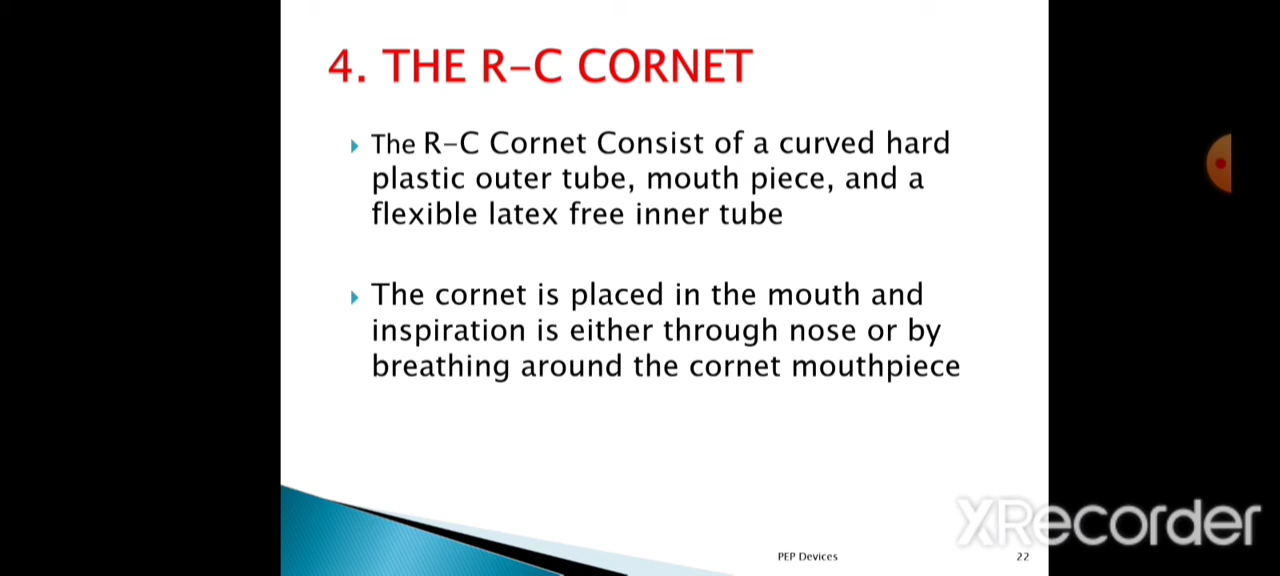 4. THE R-C CORNET
The R-C Cornet Consist of a curved hard
plastic outer tube, mouth piece, and a
flexible latex free inner tube
The cornet is placed in the mouth and
inspiration is either through nose or by
breathing around the cornet mouthpiece
XRecorder
PEP Devices
22